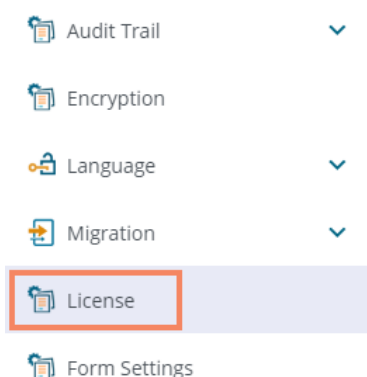 Audit Trail
Encryption
Language
Migration
License
Form Settings